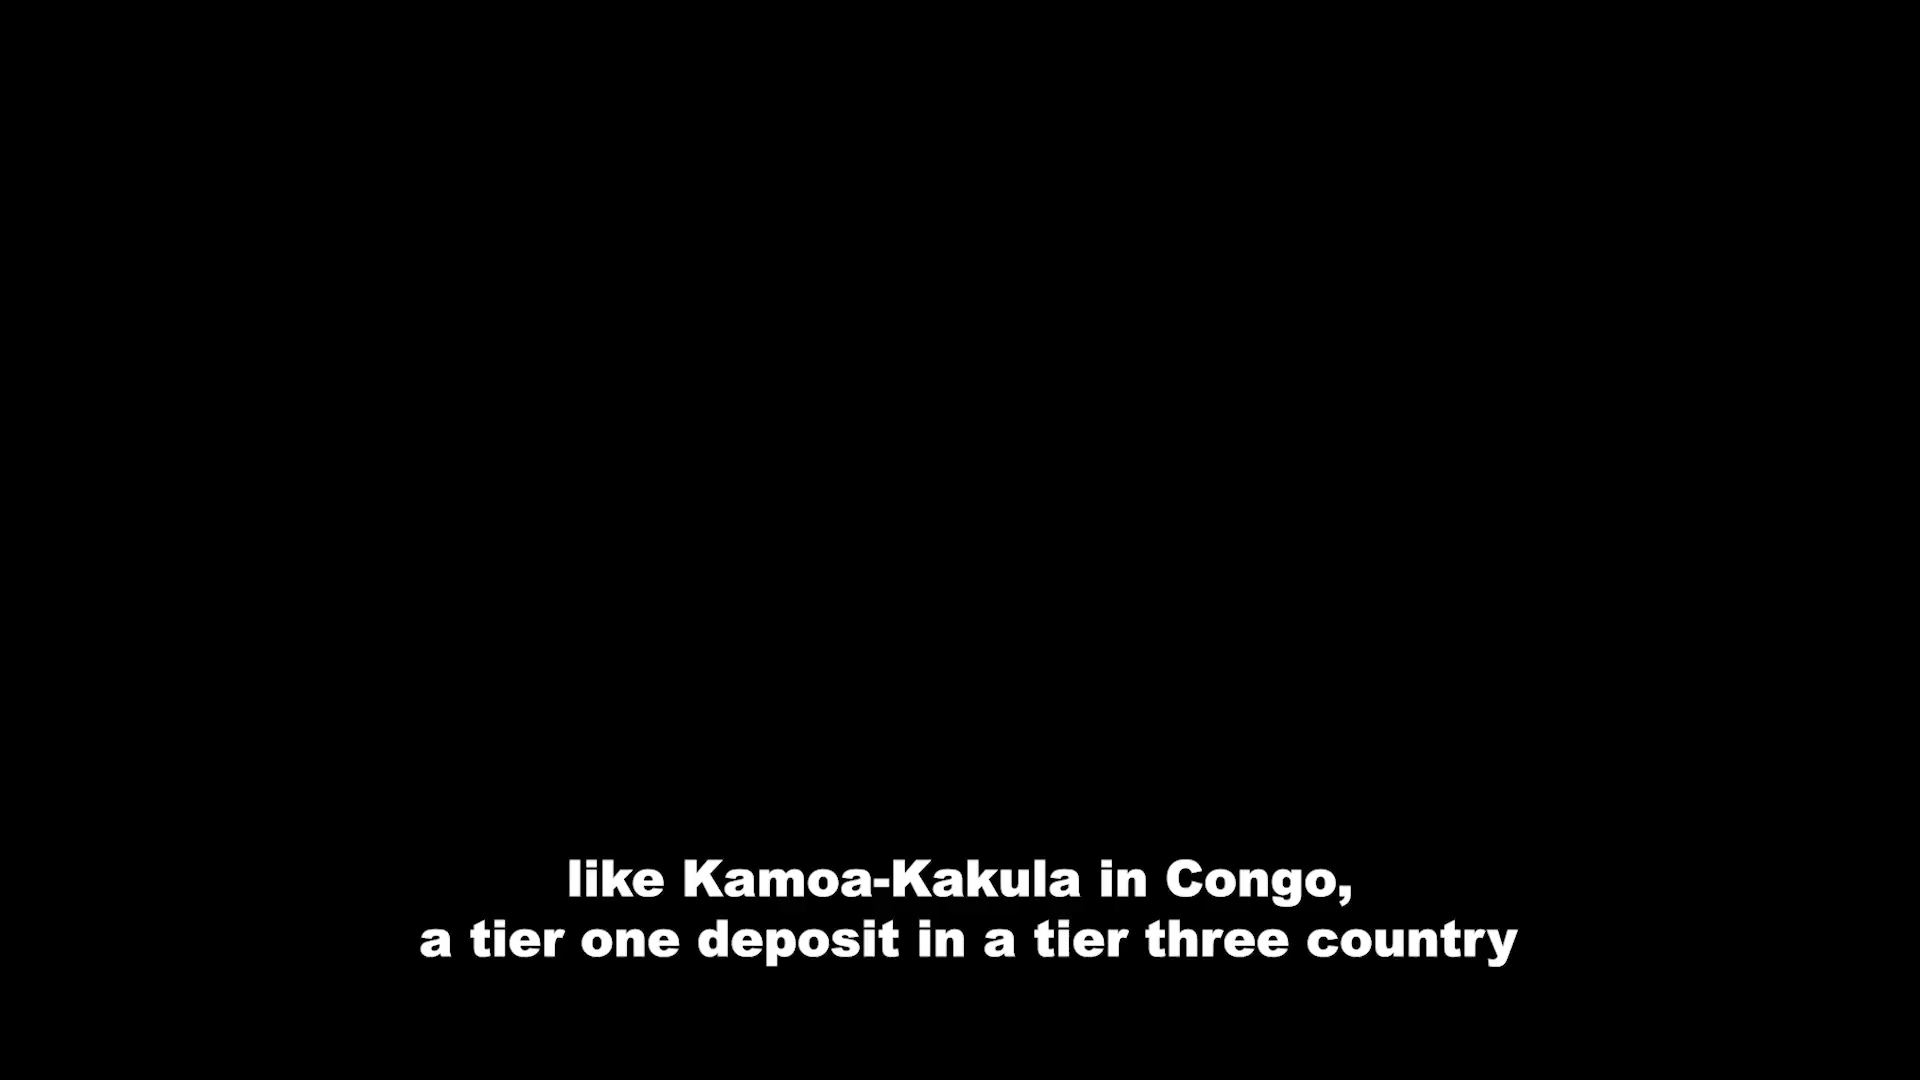 like Kamoa-Kakula in Congo,
a tier one deposit in a tier three country